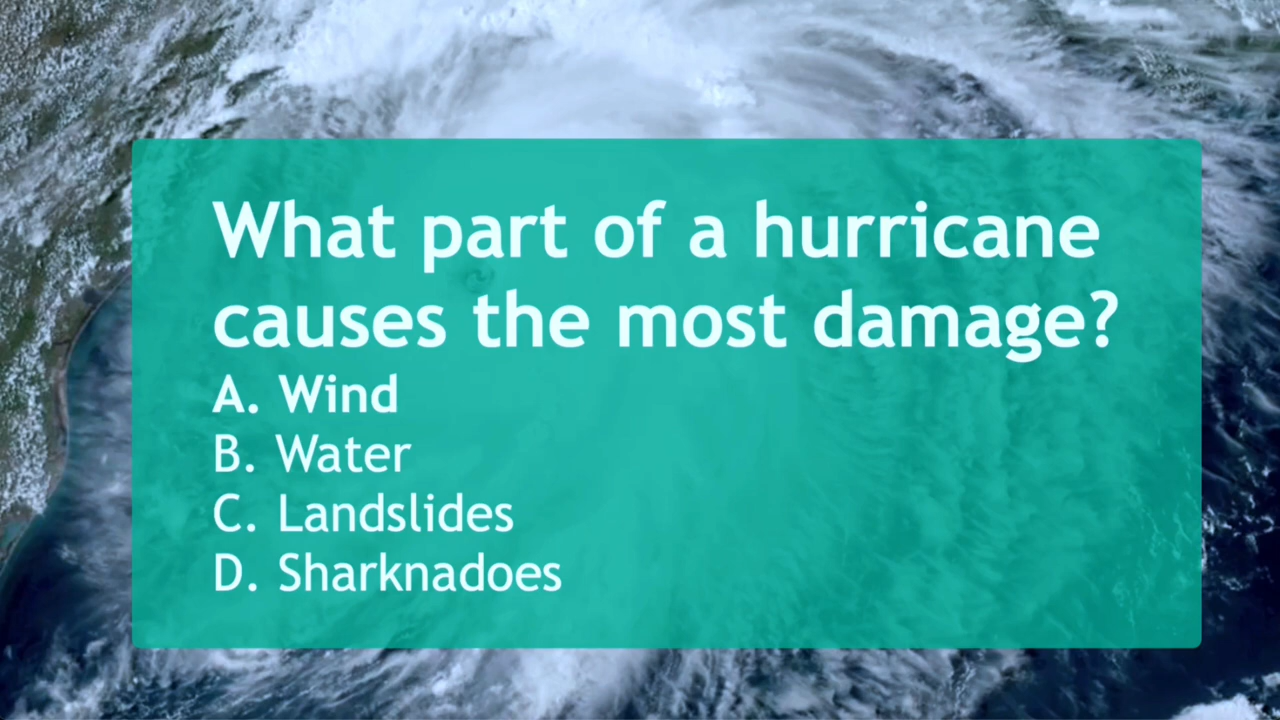 What part of a hurricane
causes the most damage?
A. Wind
B. Water
C. Landslides
D. Sharknadoes